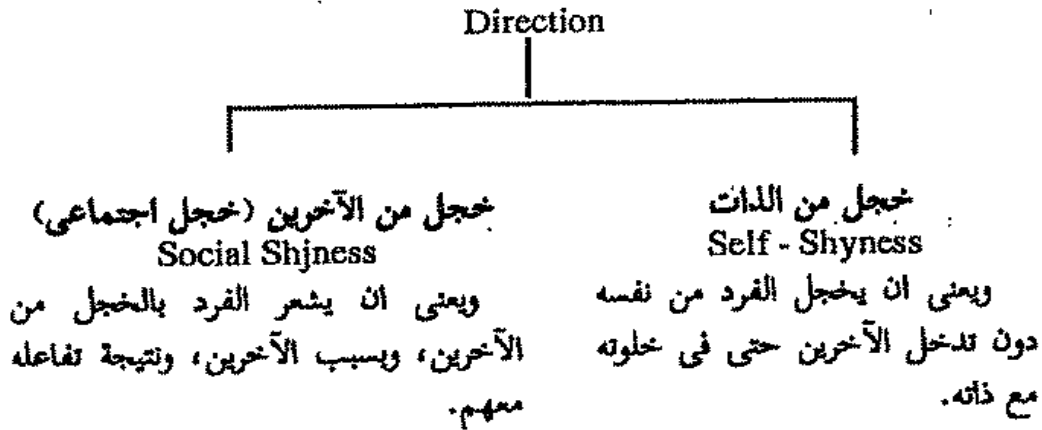 Direction
خجل من الذات
Self - Shyness
ويعنى ان يخجل الفرد من نفسه
دون تدخل الآخرين حتى فى خلوته
مع ذاته.
خجل من الآخرين (خجل اجتماعى)
Social Shjness
ويعنى ان يشعر الفرد بالخجل من
الآخرين، وبسبب الآخرين، ونتيجة تفاعله
معهم.